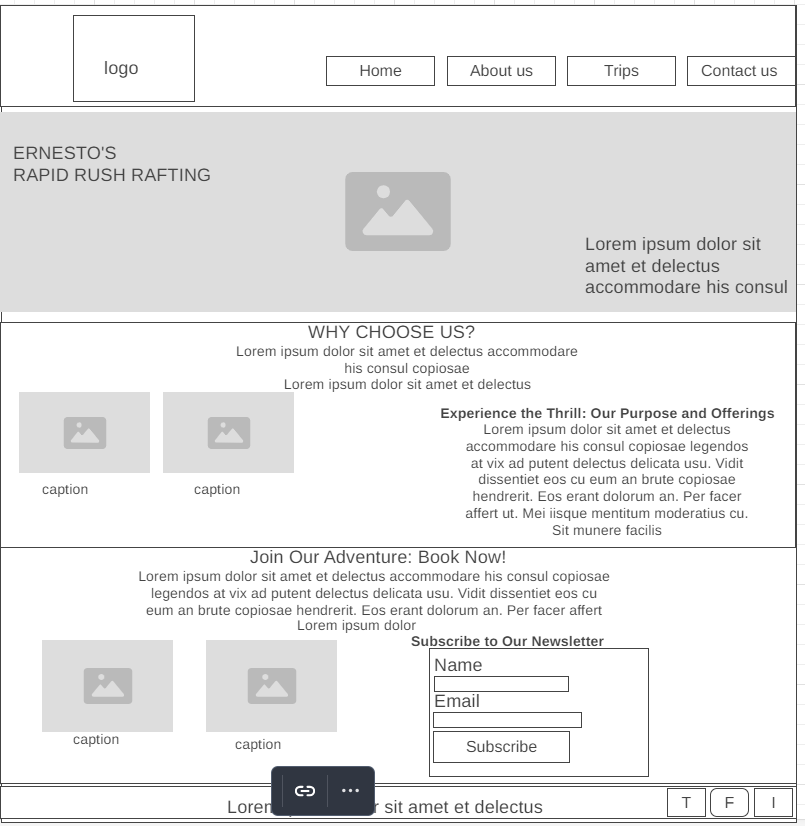 logo
Home
About us
Trips
Contact us
ERNESTO'S
RAPID RUSH RAFTING
Lorem ipsum dolor sit
amet et delectus
accommodare his consul
WHY CHOOSE US?
Lorem ipsum dolor sit amet et delectus accommodare
his consul copiosae
Lorem ipsum dolor sit amet et delectus
caption
caption
Experience the Thrill: Our Purpose and Offerings
Lorem ipsum dolor sit amet et delectus
accommodare his consul copiosae legendos
at vix ad putent delectus delicata usu. Vidit
dissentiet eos cu eum an brute copiosae
hendrerit. Eos erant dolorum an. Per facer
affert ut. Mei iisque mentitum moderatius cu.
Sit munere facilis
Join Our Adventure: Book Now!
Lorem ipsum dolor sit amet et delectus accommodare his consul copiosae
legendos at vix ad putent delectus delicata usu. Vidit dissentiet eos cu
eum an brute copiosae hendrerit. Eos erant dolorum an. Per facer affert
Lorem ipsum dolor
caption
caption
Subscribe to Our Newsletter
Name
Email
Subscribe
sit amet et delectus
T
F
I